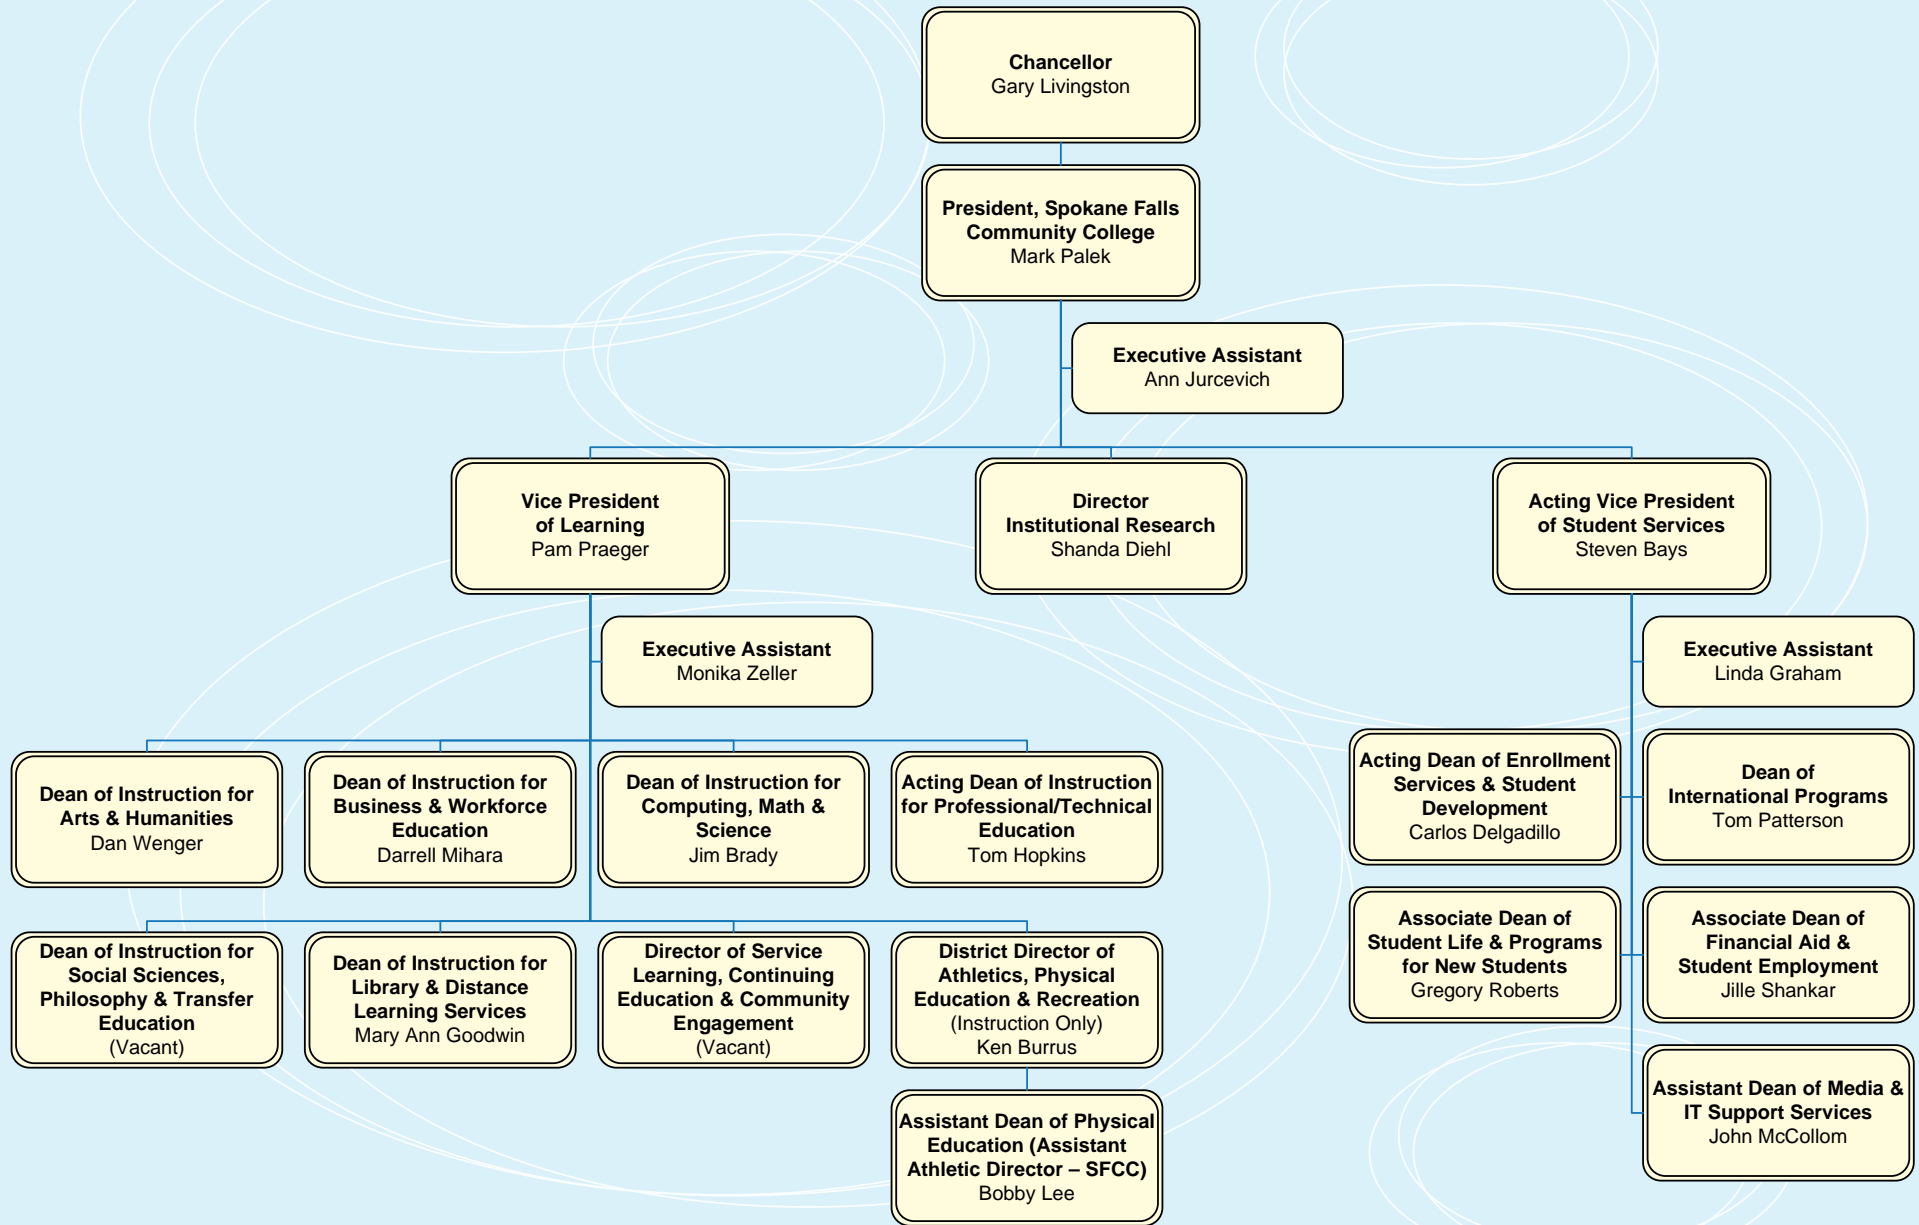 Chancellor
Gary Livingston
President, Spokane Falls
Community College
Mark Palek
Executive Assistant
Ann Jurcevich
Vice President
of Learning
Pam Praeger
Director
Institutional Research
Shanda Diehl
Acting Vice President
of Student Services
Steven Bays
Executive Assistant
Monika Zeller
Executive Assistant
Linda Graham
Dean of Instruction for
Arts & Humanities
Dan Wenger
Dean of Instruction for
Business & Workforce
Education
Darrell Mihara
Dean of Instruction for
Computing, Math &
Science
Jim Brady
Acting Dean of Instruction
for Professional/Technical
Education
Tom Hopkins
Acting Dean of Enrollment
Services & Student
Development
Carlos Delgadillo
Dean of
International Programs
Tom Patterson
Dean of Instruction for
Social Sciences,
Philosophy & Transfer
Education
(Vacant)
Dean of Instruction for
Library & Distance
Learning Services
Mary Ann Goodwin
Director of Service
Learning, Continuing
Education & Community
Engagement
(Vacant)
District Director of
Athletics, Physical
Education & Recreation
(Instruction Only)
Ken Burrus
Associate Dean of
Student Life & Programs
for New Students
Gregory Roberts
Associate Dean of
Financial Aid &
Student Employment
Jille Shankar
Assistant Dean of Physical
Education (Assistant
Athletic Director – SFCC)
Bobby Lee
Assistant Dean of Media &
IT Support Services
John McCollom